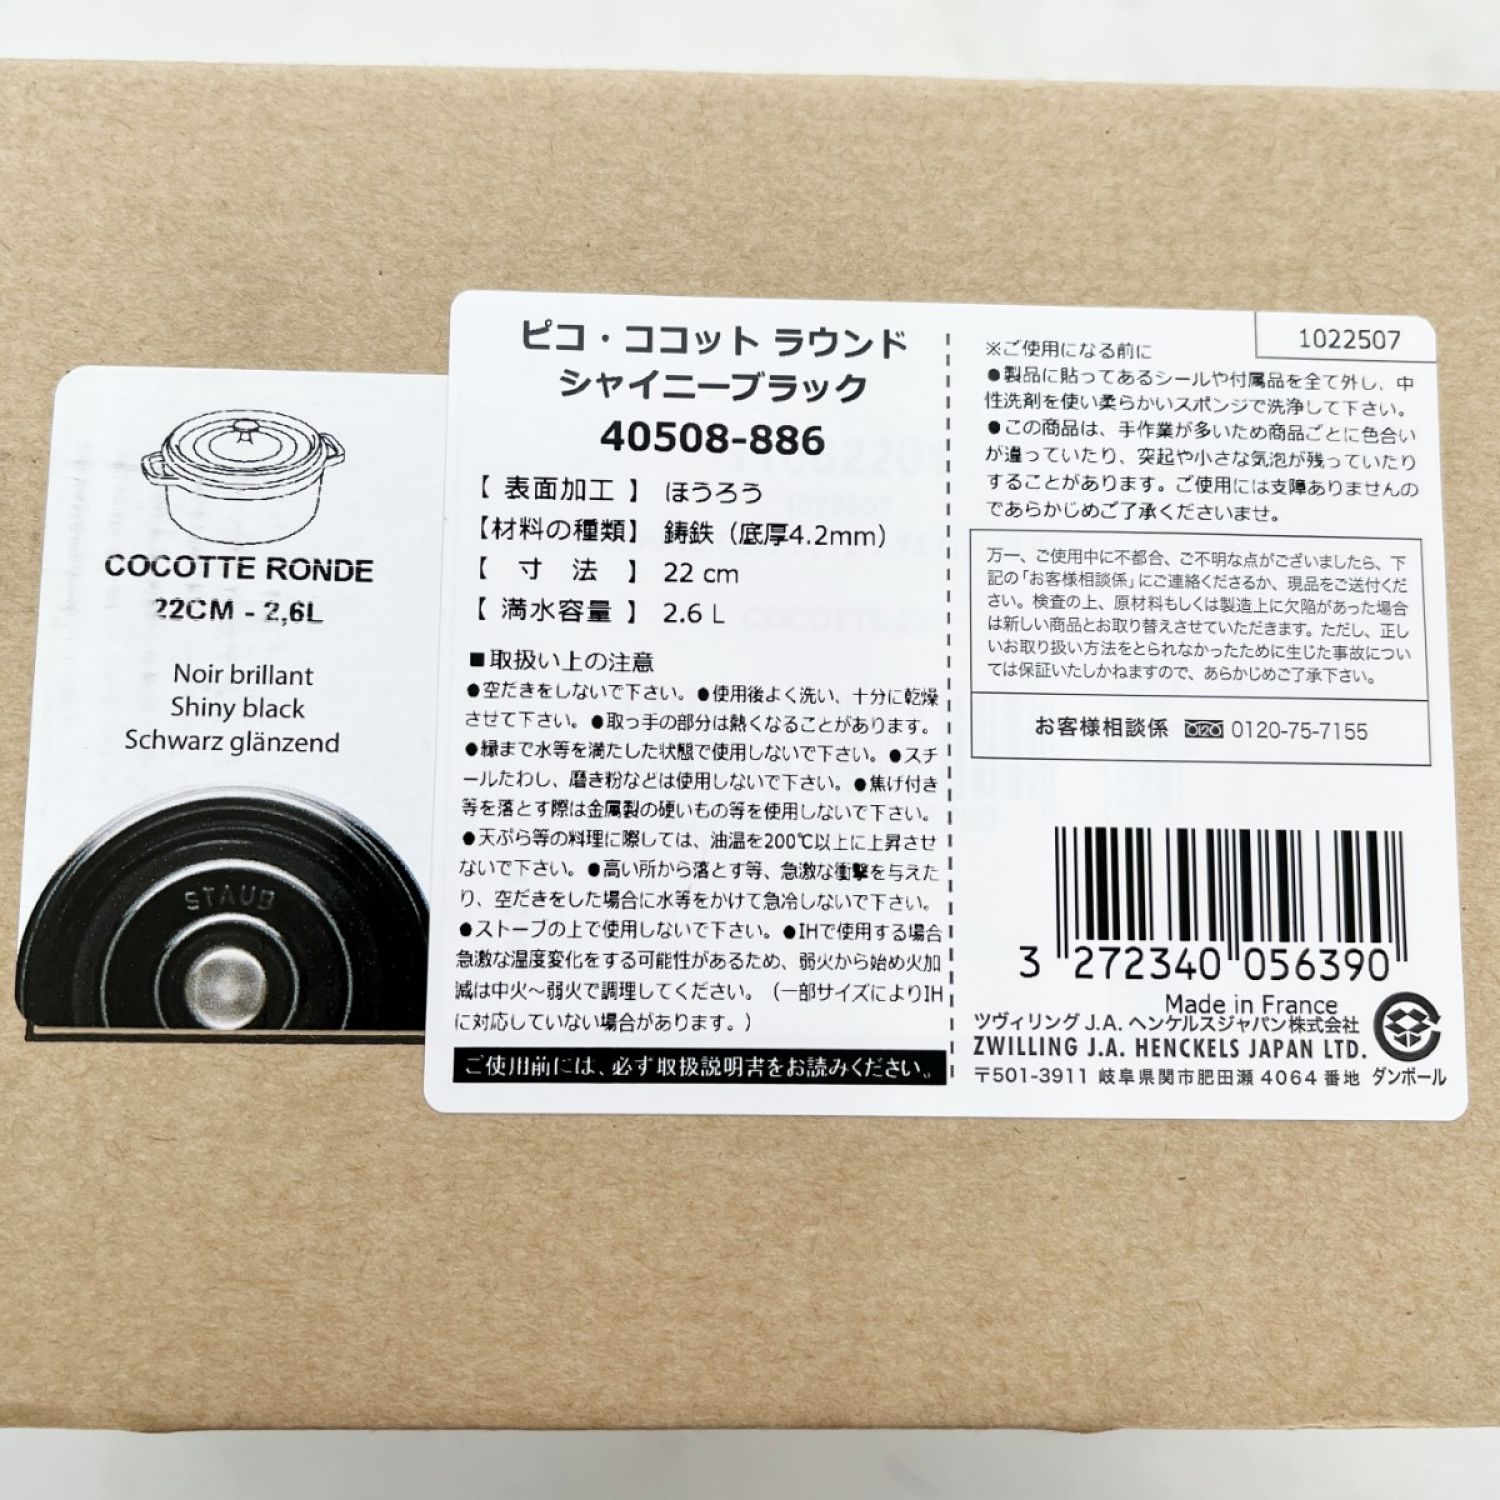 COCOTTE RONDE
22CM - 2,6L
Noir brillant
Shiny black
Schwarz glänzend
STAUB
ピコ・ココット ラウンド
シャイニーブラック
40508-886
【 表面加工 】 ほうろう
【材料の種類】 鋳鉄（底厚4.2mm）
【 寸 法 】 22 cm
【 満水容量 】 2.6 L
■取扱い上の注意
●空だきをしないで下さい。●使用後よく洗い、十分に乾燥
させて下さい。●取っ手の部分は熱くなることがあります。
●縁まで水等を満たした状態で使用しないで下さい。●スチ
ールたわし、磨き粉などは使用しないで下さい。●焦げ付き
等を落とす際は金属製の硬いもの等を使用しないで下さい。
●天ぷら等の料理に際しては、油温を200℃以上に上昇させ
ないで下さい。●高い所から落とす等、急激な衝撃を与えた
り、空だきをした場合に水等をかけて急冷しないで下さい。
●ストーブの上で使用しないで下さい。●IHで使用する場合
急激な温度変化をする可能性があるため、弱火から始め火加
減は中火～弱火で調理してください。（一部サイズによりIH
に対応していない場合があります。）
ご使用前には、必ず取扱説明書をお読みください。
1022507
※ご使用になる前に
●製品に貼ってあるシールや付属品を全て外し、中
性洗剤を使い柔らかいスポンジで洗浄して下さい。
●この商品は、手作業が多いため商品ごとに色合い
が違っていたり、突起や小さな気泡が残っていたり
することがあります。ご使用には支障ありませんの
であらかじめご了承くださいませ。
万一、ご使用中に不都合、ご不明な点がございましたら、下
記の「お客様相談係」にご連絡くださるか、現品をご送付くだ
さい。検査の上、原材料もしくは製造上に欠陥があった場合
は新しい商品とお取り替えさせていただきます。ただし、正し
いお取り扱い方法をとられなかったために生じた事故につい
ては保証いたしかねますので、あらかじめご了承下さい。
お客様相談係 0120-75-7155
3 272340 056390
Made in France
ツヴィリング J.A. ヘンケルスジャパン株式会社
ZWILLING J.A. HENCKELS JAPAN LTD.
〒501-3911 岐阜県関市肥田瀬 4064 番地 ダンボール